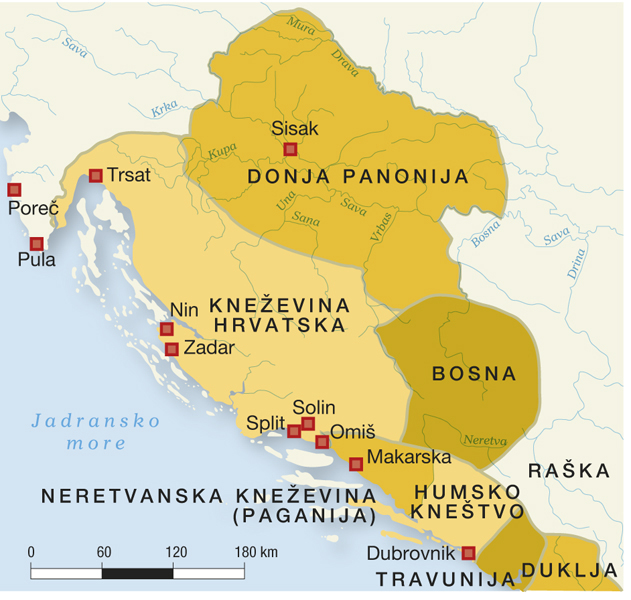 Mura
Sava
Drava
Krka
Sisak
Kupa
DONJA PANONIJA
Trsat
Poreč
Una
Sava
Sana
Vrbas
Bosna
Sava
Drina
Pula
Nin
KNEŽEVINA
HRVATSKA
Zadar
BOSNA
Solin
Split
Omiš
Jadransko
more
Neretva
Makarska
RAŠKA
NERETVANSKA KNEŽEVINA
(PAGANIJA)
HUMSKO
KNEŠTVO
0 60 120 180 km
Dubrovnik
TRAVUNIJA
DUKLJA